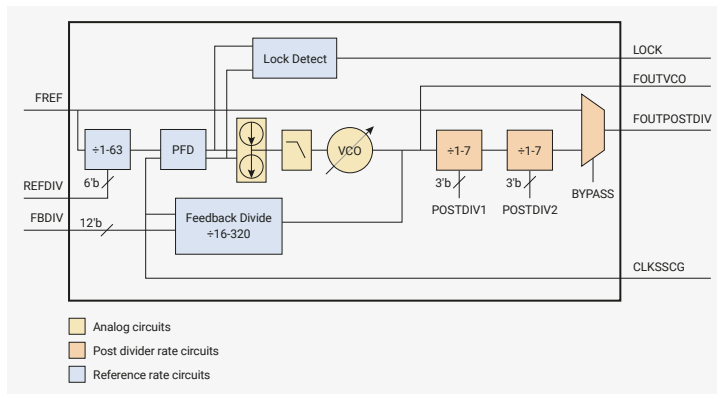 LOCK
Lock Detect
FOUTVCO
FREF
FOUTPOSTDIV
÷1-63
PFD
VCO
÷1-7
÷1-7
6'b
3'b
3'b
REFDIV
BYPASS
POSTDIV1
POSTDIV2
FBDIV
12'b
Feedback Divide
÷16-320
CLKSSCG
Analog circuits
Post divider rate circuits
Reference rate circuits